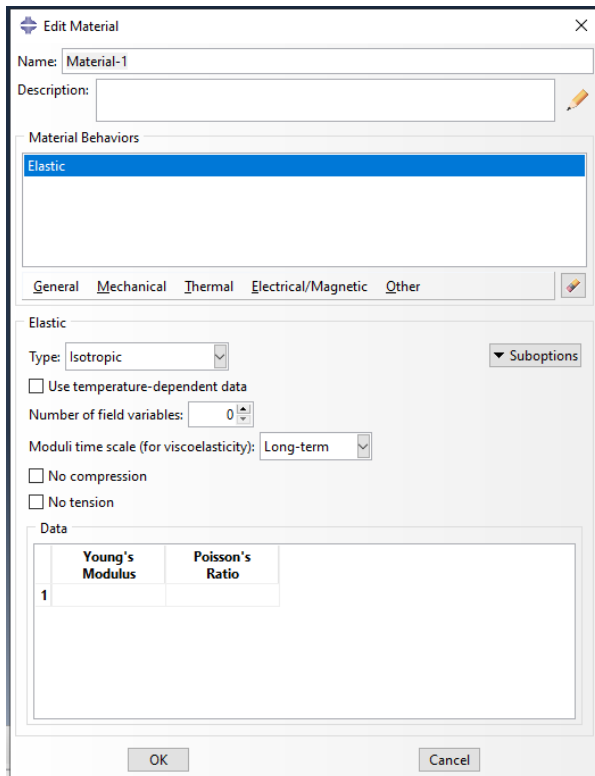 Edit Material
Name: Material-1
Description:
Material Behaviors
Elastic
General Mechanical Thermal Electrical/Magnetic Other
Elastic
Type: Isotropic
Suboptions
Use temperature-dependent data
Number of field variables: 0
Moduli time scale (for viscoelasticity): Long-term
No compression
No tension
Data
Young's Poisson's
Modulus Ratio
1
OK Cancel